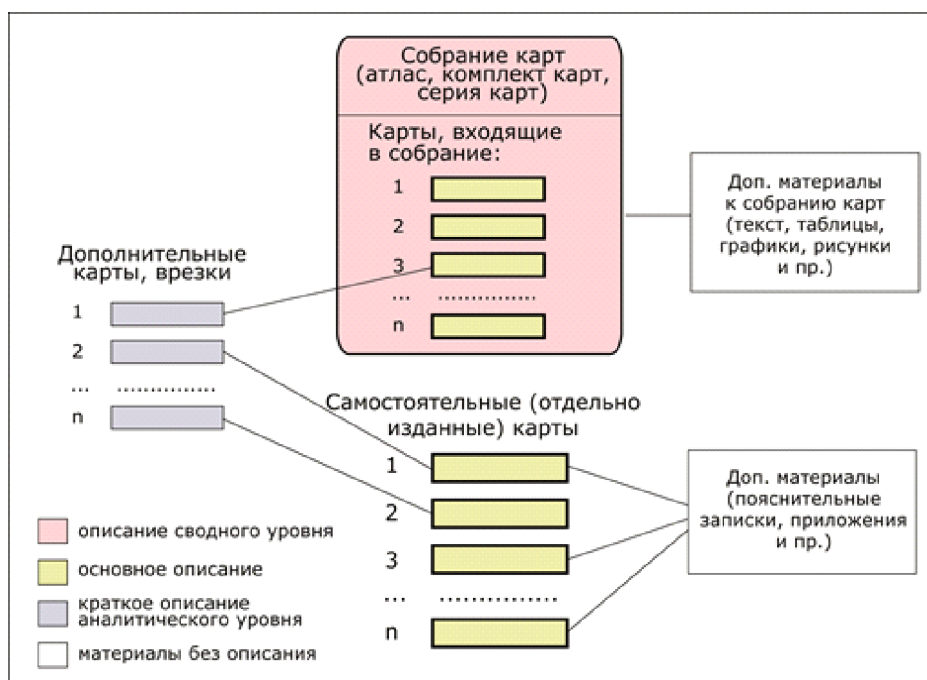 Собрание карт
(атлас, комплект карт,
серия карт)
Карты, входящие
в собрание:
1
2
3
... ...............
n
Доп. материалы
к собранию карт
(текст, таблицы,
графики, рисунки
и пр.)
Дополнительные
карты, врезки
1
2
... ...............
n
Самостоятельные (отдельно
изданные) карты
1
2
3
... ...............
n
Доп. материалы
(пояснительные
записки, приложения
и пр.)
описание сводного уровня
основное описание
краткое описание
аналитического уровня
материалы без описания